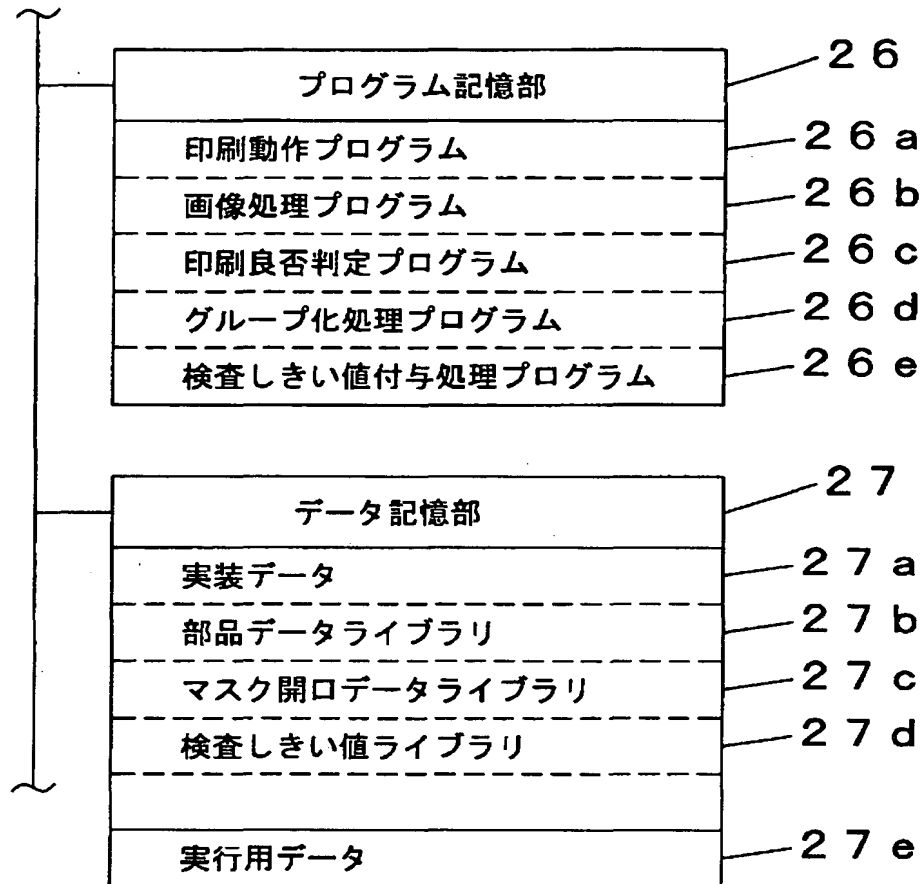 プログラム記憶部 26
印刷動作プログラム 26a
画像処理プログラム 26b
印刷良否判定プログラム 26c
グループ化処理プログラム 26d
検査しきい値付与処理プログラム 26e
データ記憶部 27
実装データ 27a
部品データライブラリ 27b
マスク開口データライブラリ 27c
検査しきい値ライブラリ 27d
実行用データ 27e